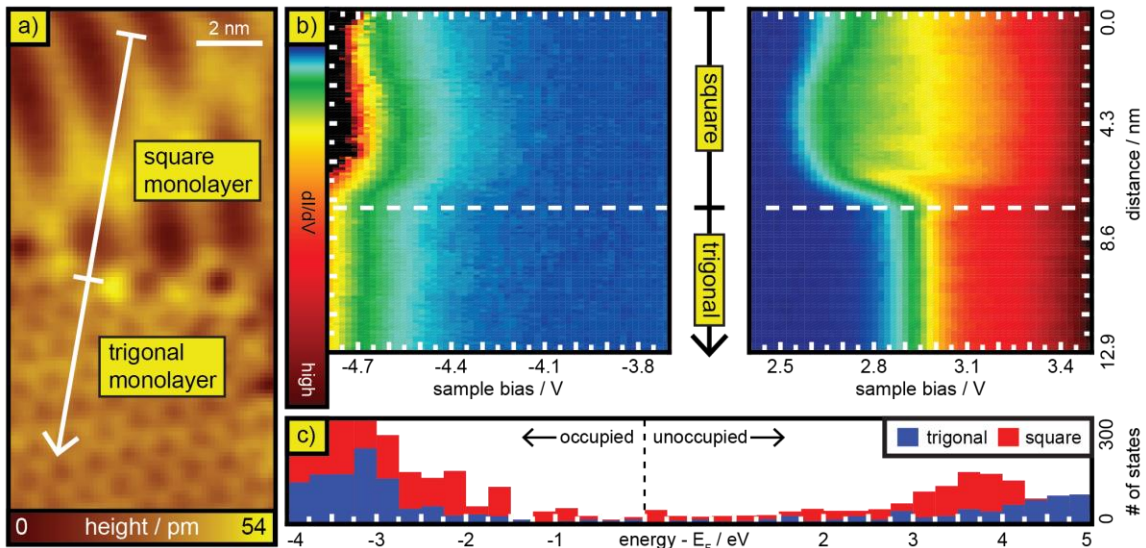 a)
2 nm
square
monolayer
trigonal
monolayer
0 height / pm 54
b)
dI/dV
high
-4.7 -4.4 -4.1 -3.8
sample bias / V
square
trigonal
2.5 2.8 3.1 3.4
sample bias / V
0.0
4.3
8.6
12.9
distance / nm
c)
occupied unoccupied
trigonal square
300
0
# of states
-4 -3 -2 -1 energy - E_F / eV 2 3 4 5